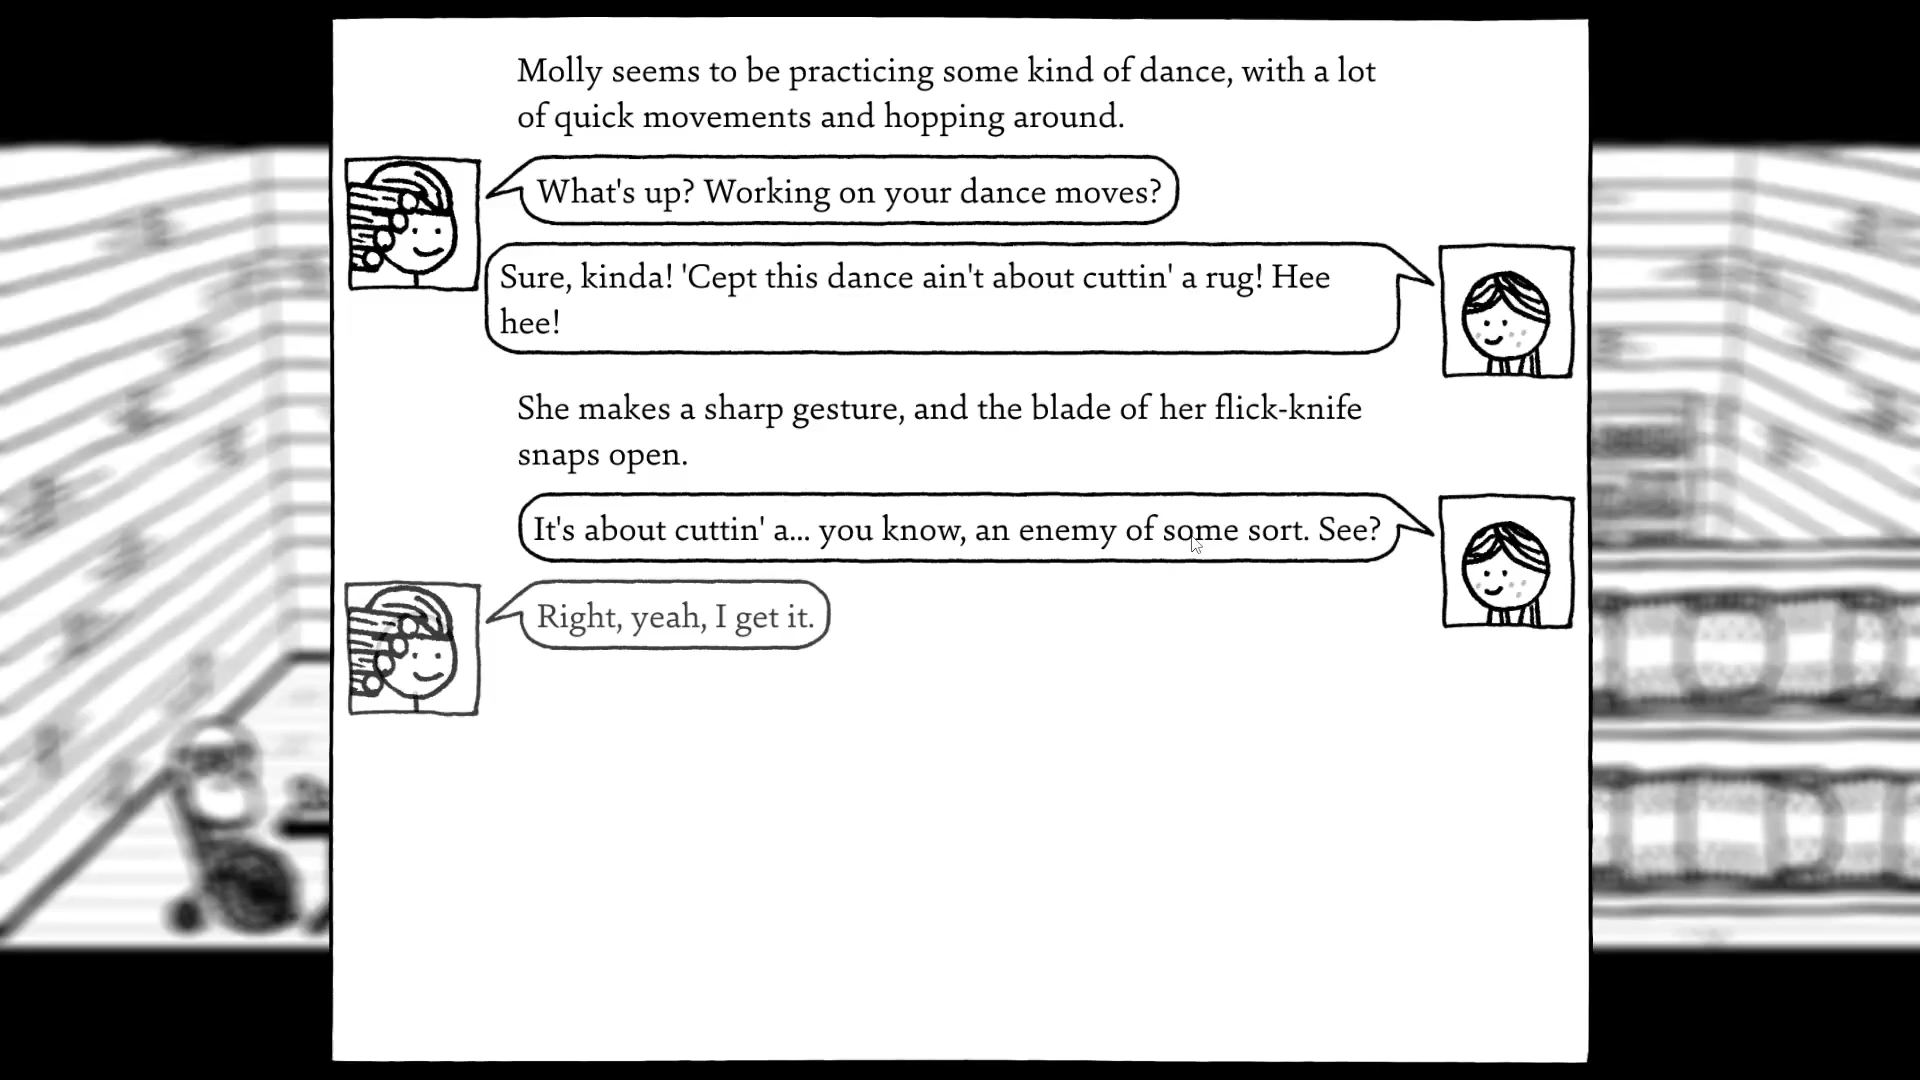 Molly seems to be practicing some kind of dance, with a lot
of quick movements and hopping around.
What's up? Working on your dance moves?
Sure, kinda! 'Cept this dance ain't about cuttin' a rug! Hee
hee!
She makes a sharp gesture, and the blade of her flick-knife
snaps open.
It's about cuttin' a... you know, an enemy of some sort. See?
Right, yeah, I get it.